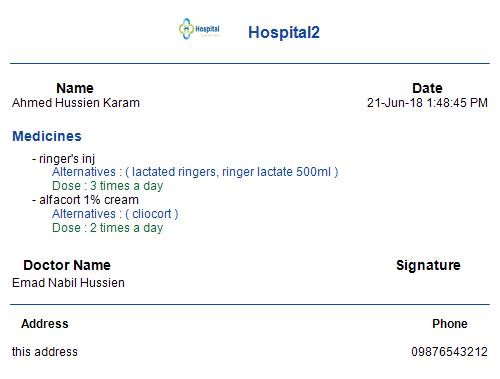 Hospital
Hospital2
Name Date
Ahmed Hussien Karam 21-Jun-18 1:48:45 PM
Medicines
- ringer's inj
Alternatives : ( lactated ringers, ringer lactate 500ml )
Dose : 3 times a day
- alfacort 1% cream
Alternatives : ( cliocort )
Dose : 2 times a day
Doctor Name Signature
Emad Nabil Hussien
Address Phone
this address 09876543212